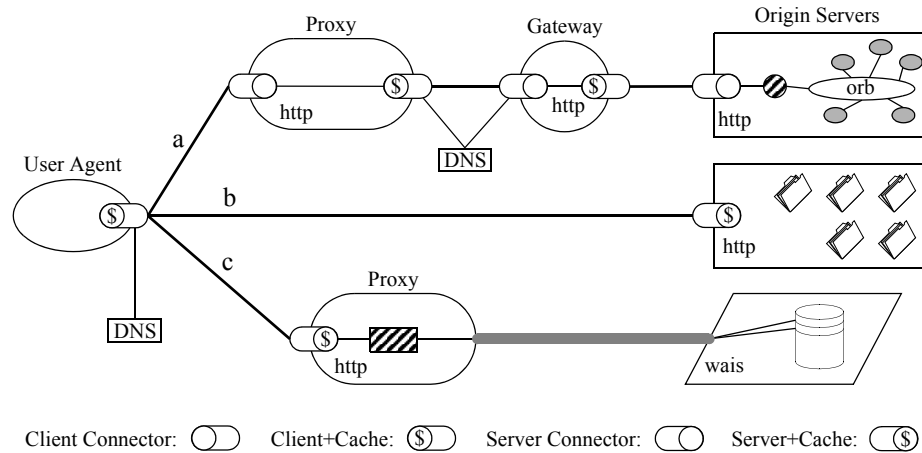 Proxy
Gateway
Origin Servers
$
$
orb
http
http
http
a
DNS
User Agent
$
b
$
http
c
Proxy
DNS
$
http
wais
Client Connector:
Client+Cache: $
Server Connector:
Server+Cache: $